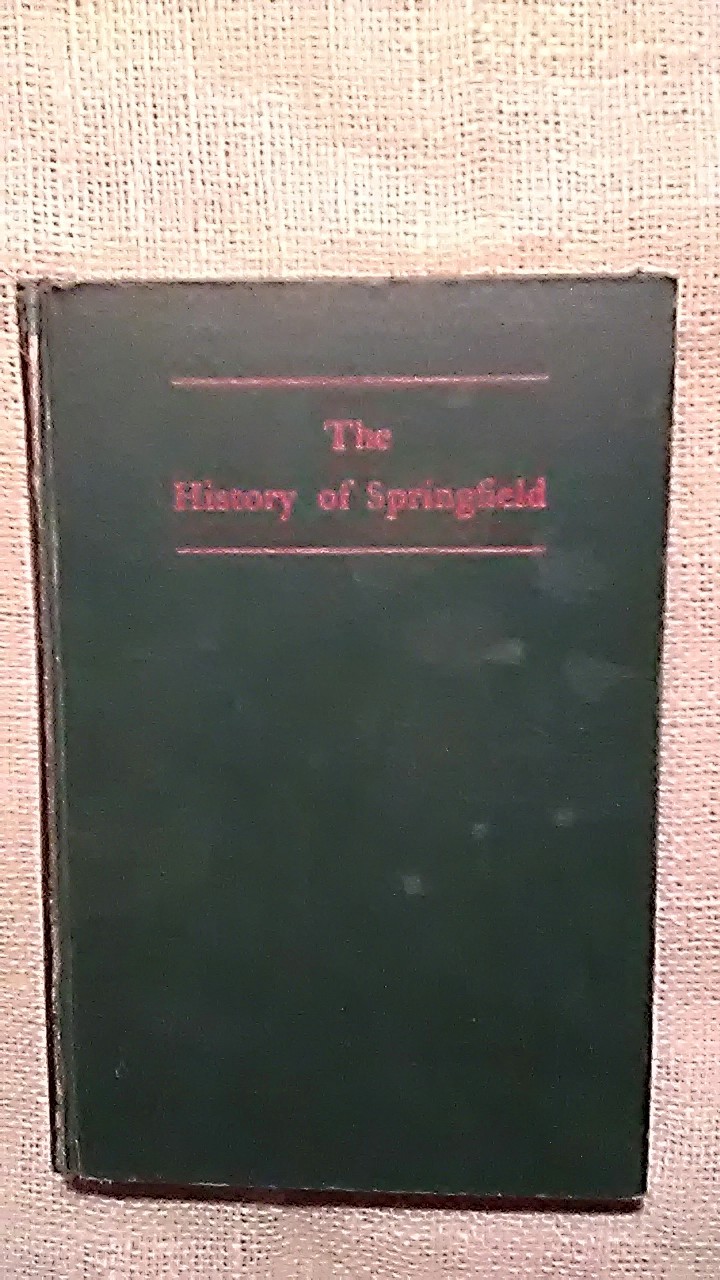 The
History of Springfield